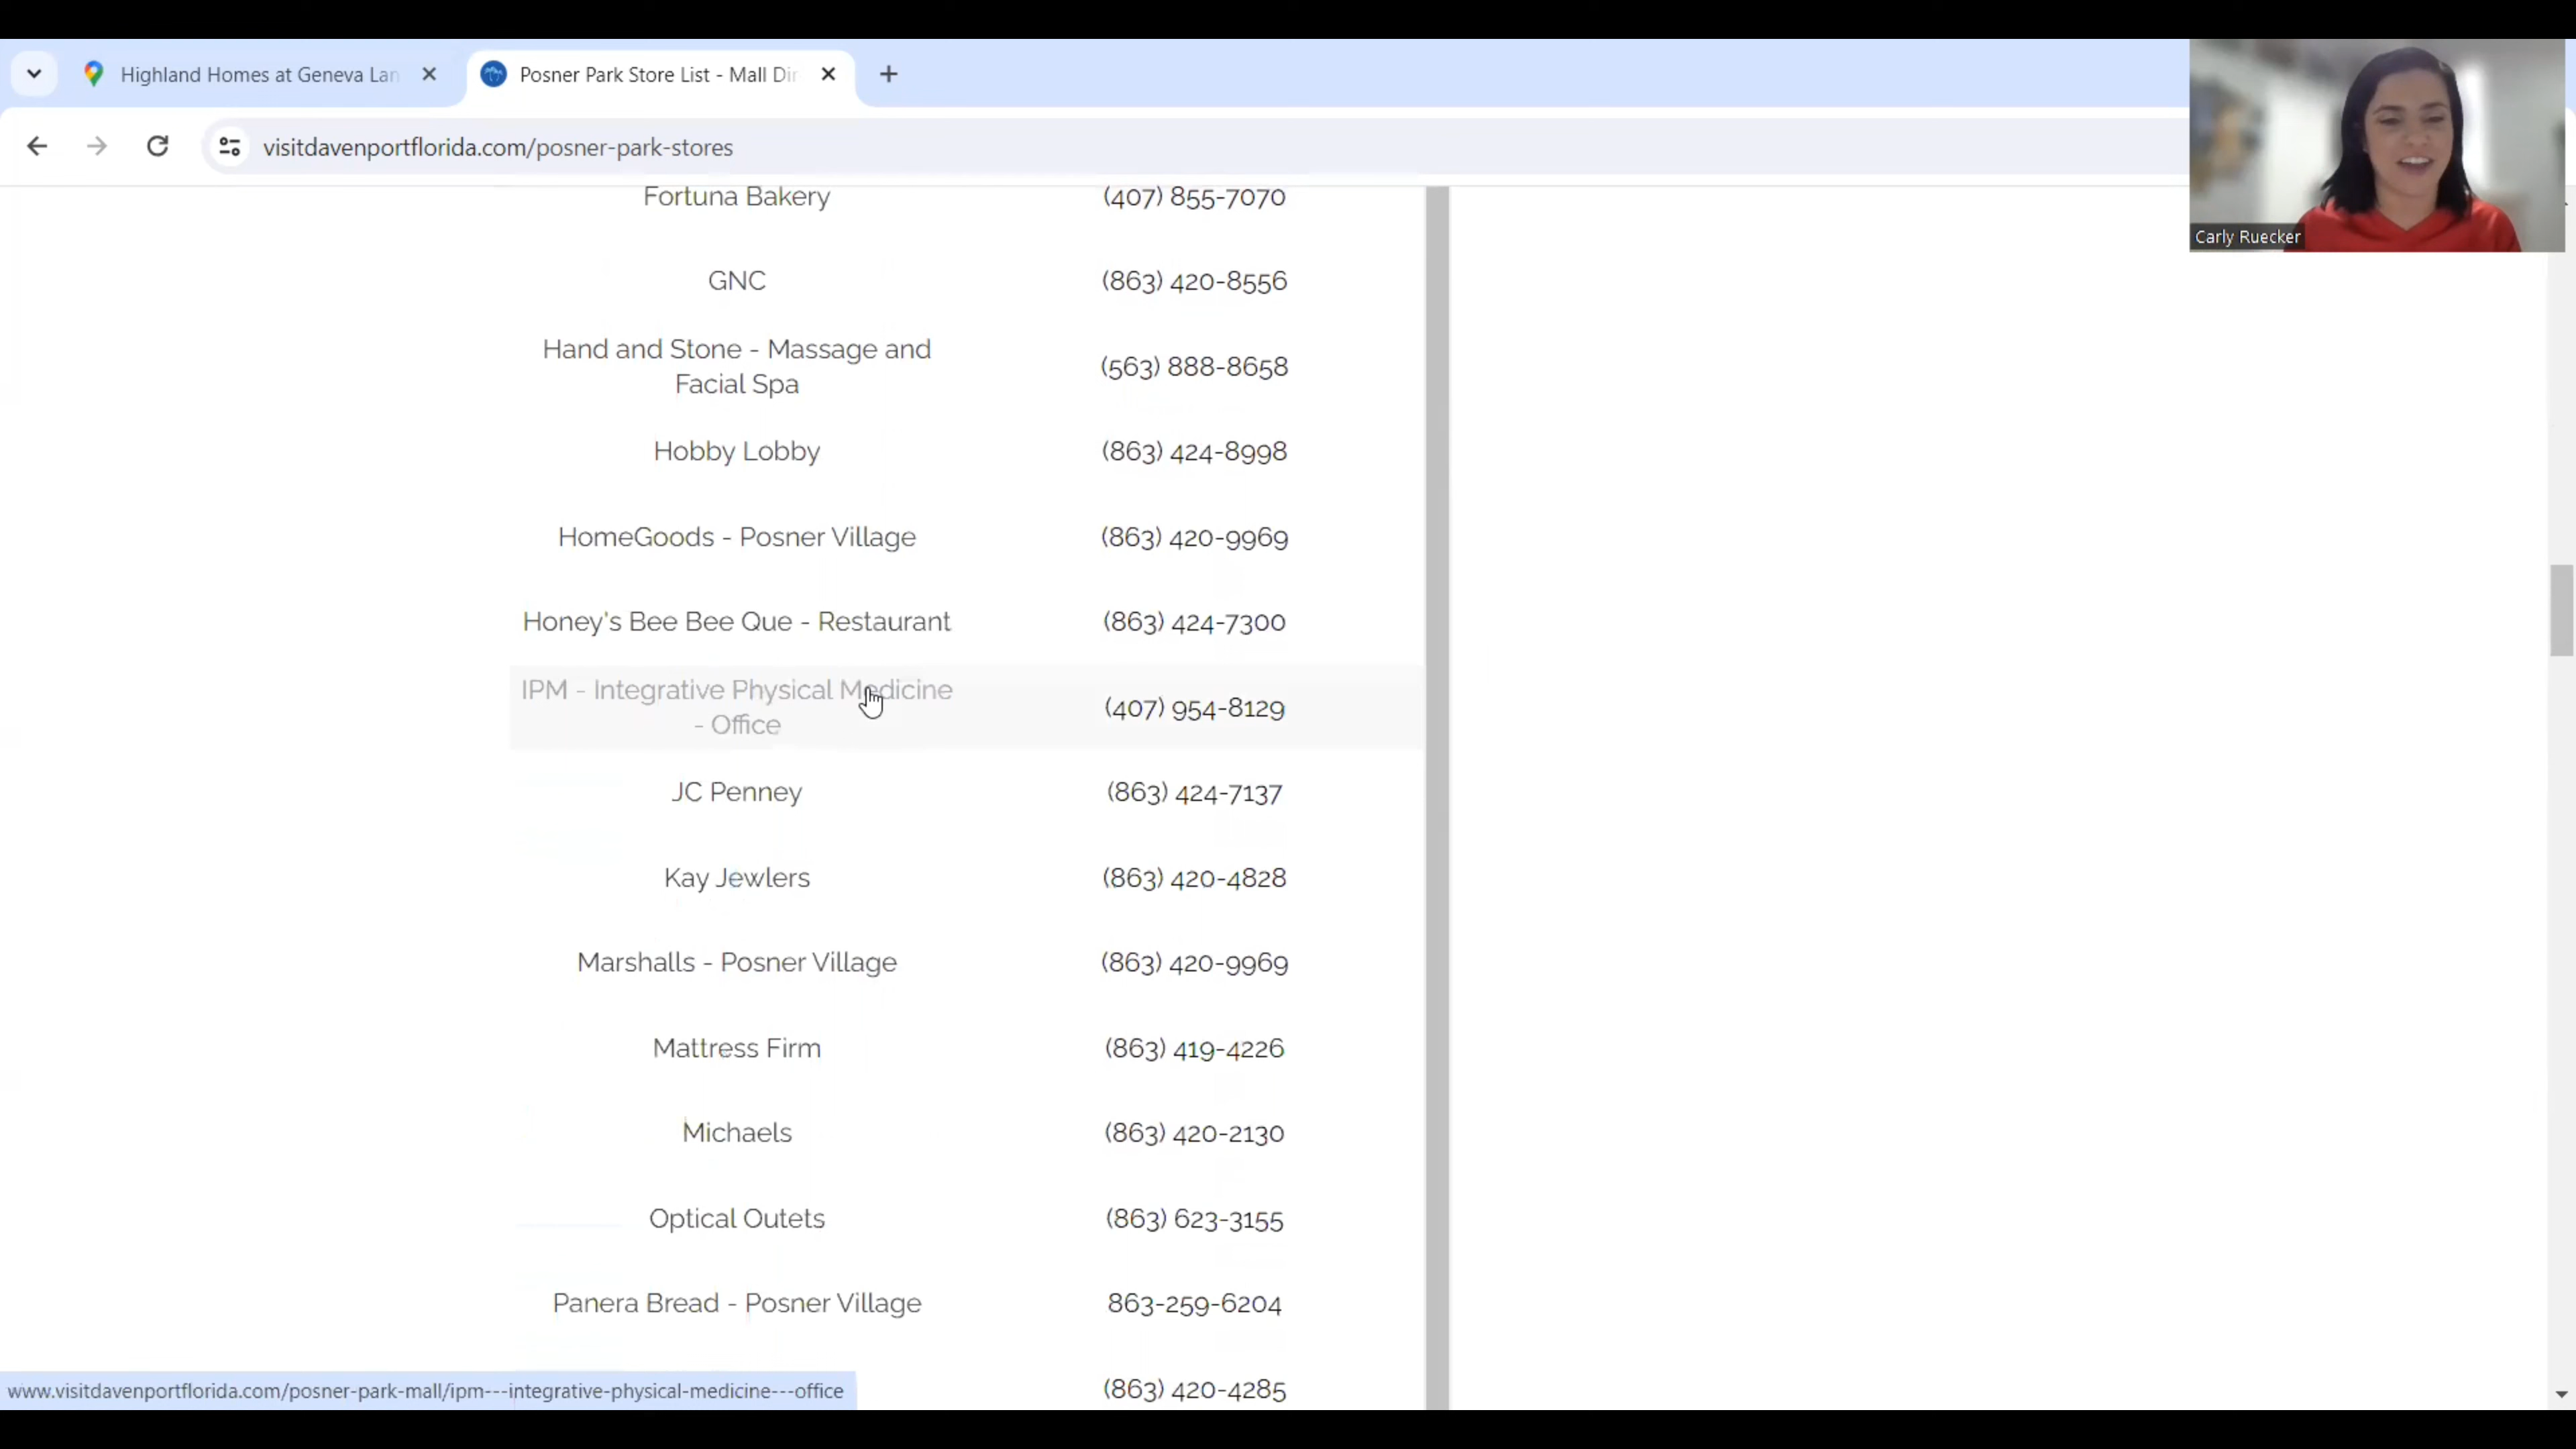 Highland Homes at Geneva Lan
Posner Park Store List - Mall Dir
visitdavenportflorida.com/posner-park-stores
Carly Ruecker
Fortuna Bakery (407) 855-7070
GNC (863) 420-8556
Hand and Stone - Massage and
Facial Spa
(563) 888-8658
Hobby Lobby (863) 424-8998
HomeGoods - Posner Village (863) 420-9969
Honey's Bee Bee Que - Restaurant (863) 424-7300
IPM - Integrative Physical Medicine
- Office
(407) 954-8129
JC Penney (863) 424-7137
Kay Jewlers (863) 420-4828
Marshalls - Posner Village (863) 420-9969
Mattress Firm (863) 419-4226
Michaels (863) 420-2130
Optical Outets (863) 623-3155
Panera Bread - Posner Village 863-259-6204
(863) 420-4285
www.visitdavenportflorida.com/posner-park-mall/ipm---integrative-physical-medicine---office